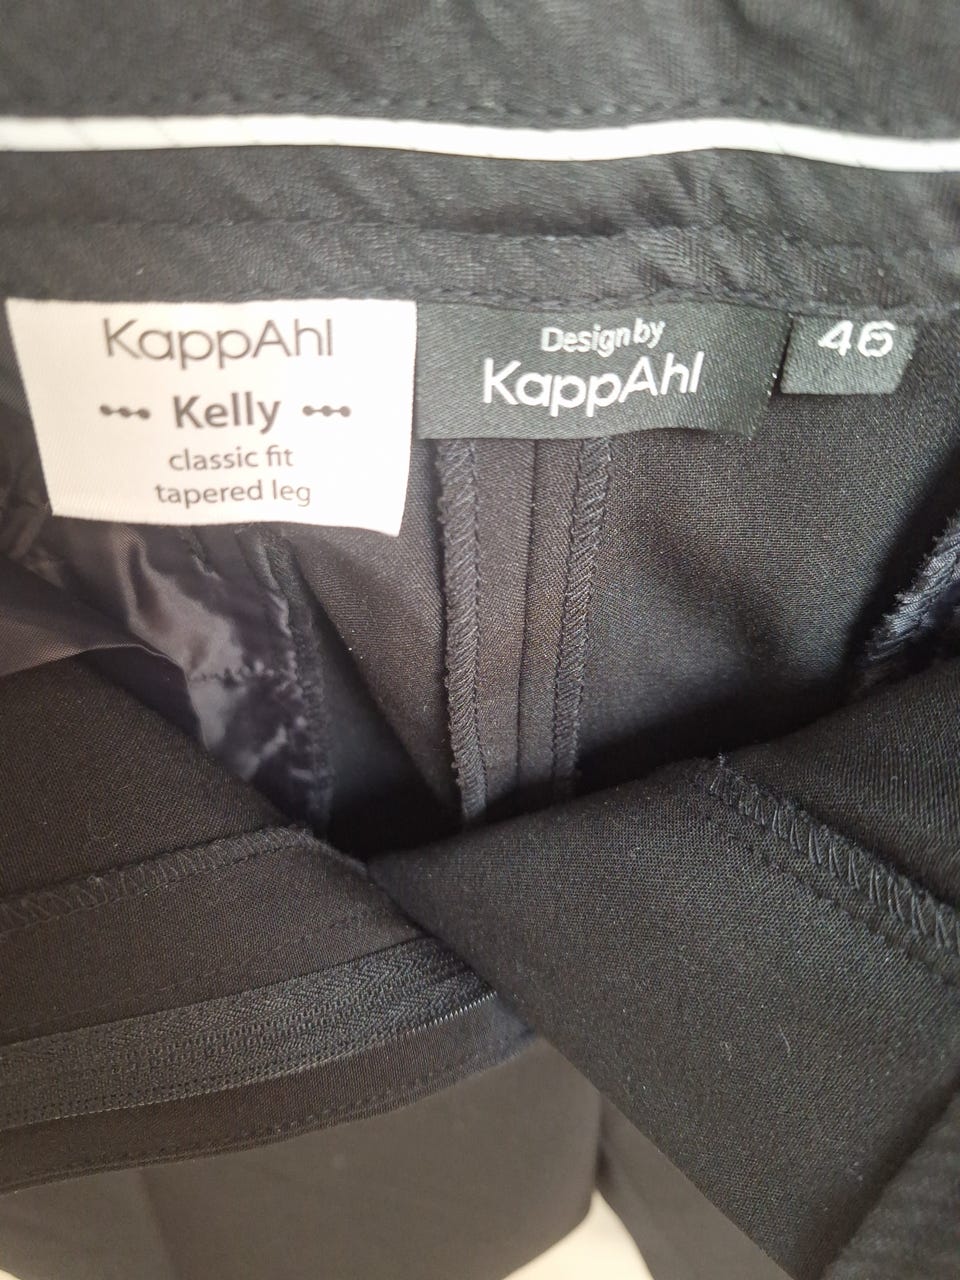 KappAhl
Kelly
classic fit
tapered leg
Design by
KappAhl
46